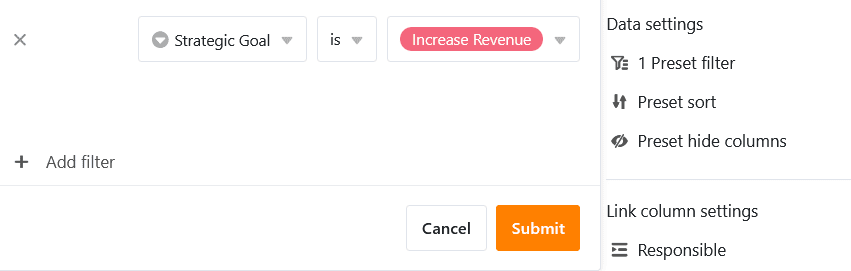 Strategic Goal is Increase Revenue
Add filter
Cancel Submit
Data settings
1 Preset filter
Preset sort
Preset hide columns
Link column settings
Responsible